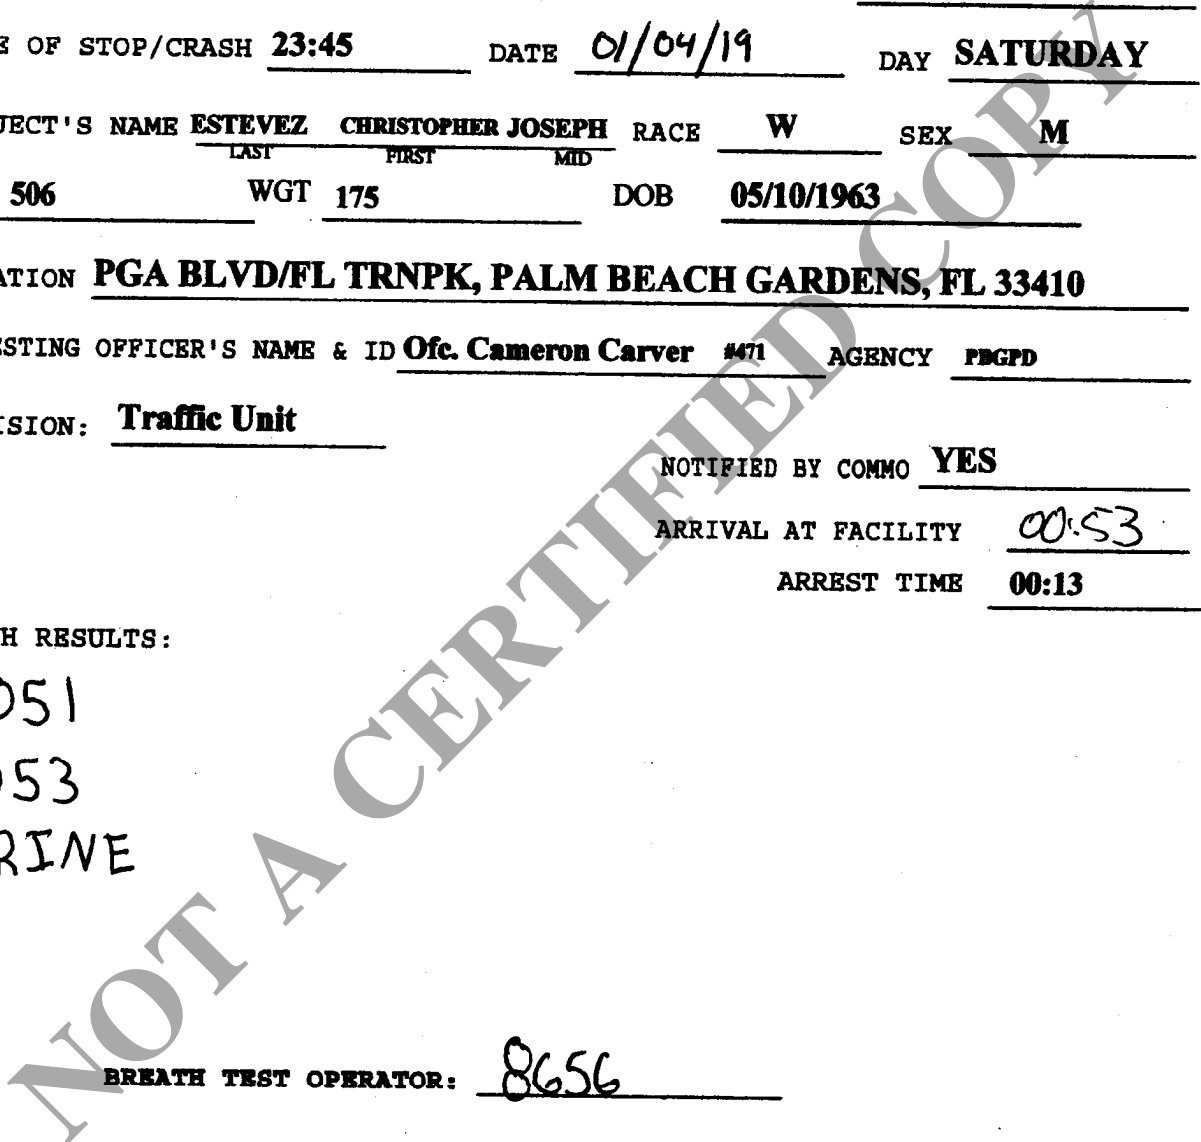 E OF STOP/CRASH 23:45 DATE 01/04/19 DAY SATURDAY
JECT'S NAME ESTEVEZ CHRISTOPHER JOSEPH RACE W SEX M
LAST FIRST MID
506 WGT 175 DOB 05/10/1963
ATION PGA BLVD/FL TRNPK, PALM BEACH GARDENS, FL 33410
ESTING OFFICER'S NAME & ID Ofc. Cameron Carver #471 AGENCY PBGPD
ISION: Traffic Unit
NOTIFIED BY COMMO YES
ARRIVAL AT FACILITY 00:53
ARREST TIME 00:13
H RESULTS:
051
053
RINE
BREATH TEST OPERATOR: 8656
NOT A CERTIFIED COPY